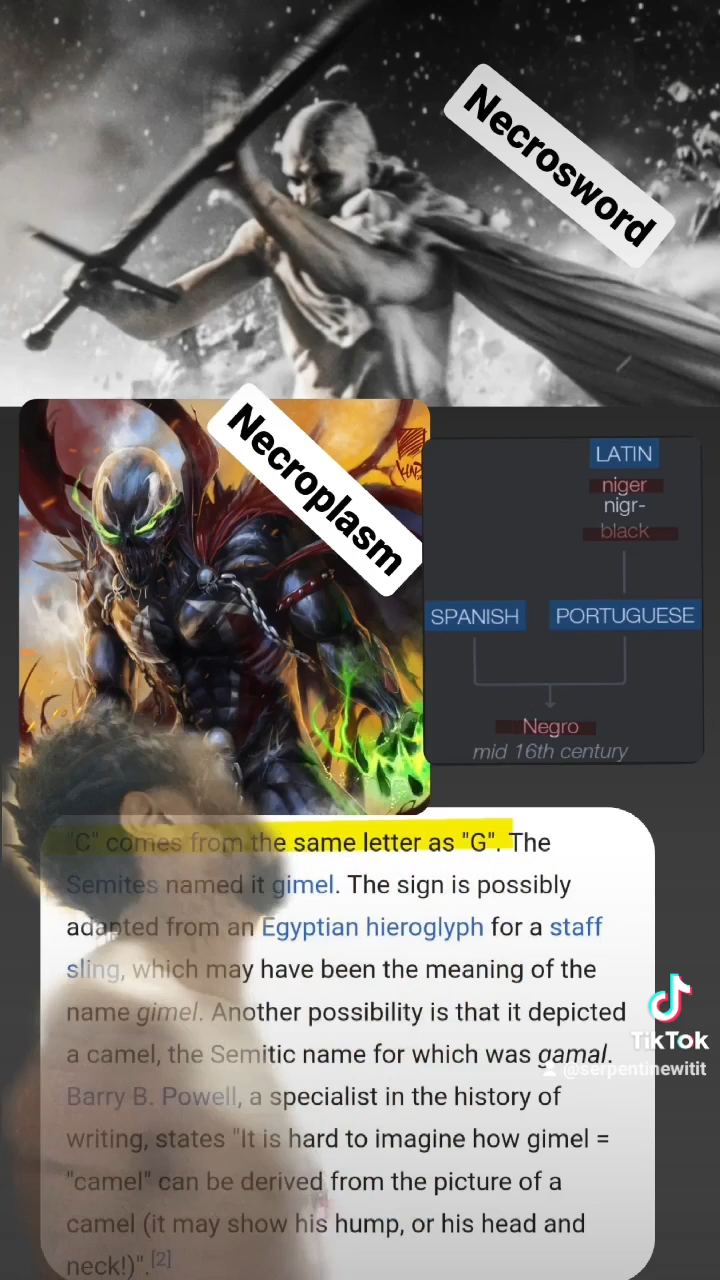 Necrosword
Necroplasm
LATIN
niger
nigr-
black
SPANISH
PORTUGUESE
Negro
mid 16th century
"C" comes from the same letter as "G". The
Semites named it gimel. The sign is possibly
adapted from an Egyptian hieroglyph for a staff
sling, which may have been the meaning of the
name gimel. Another possibility is that it depicted
a camel, the Semitic name for which was gamal.
Barry B. Powell, a specialist in the history of
writing, states "It is hard to imagine how gimel =
"camel" can be derived from the picture of a
camel (it may show his hump, or his head and
neck!)".[2]
TikTok
@serpentinewitit